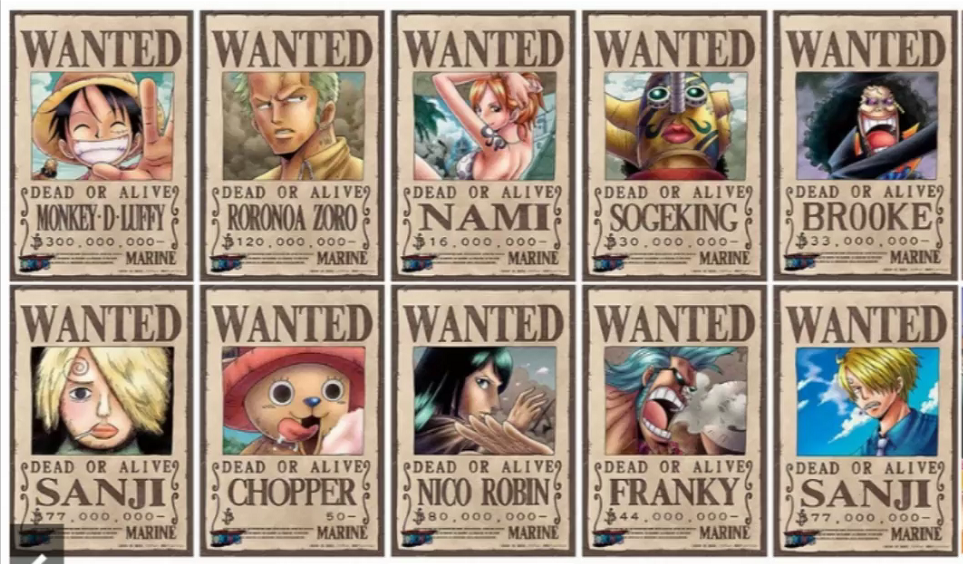 WANTED
DEAD OR ALIVE
MONKEY·D·LUFFY
300,000,000-
MARINE
WANTED
DEAD OR ALIVE
RORONOA ZORO
120,000,000-
MARINE
WANTED
DEAD OR ALIVE
NAMI
16,000,000-
MARINE
WANTED
DEAD OR ALIVE
SOGEKING
30,000,000-
MARINE
WANTED
DEAD OR ALIVE
BROOKE
33,000,000-
MARINE
WANTED
DEAD OR ALIVE
SANJI
77,000,000-
MARINE
WANTED
DEAD OR ALIVE
CHOPPER
50-
MARINE
WANTED
DEAD OR ALIVE
NICO ROBIN
80,000,000-
MARINE
WANTED
DEAD OR ALIVE
FRANKY
44,000,000-
MARINE
WANTED
DEAD OR ALIVE
SANJI
77,000,000-
MARINE